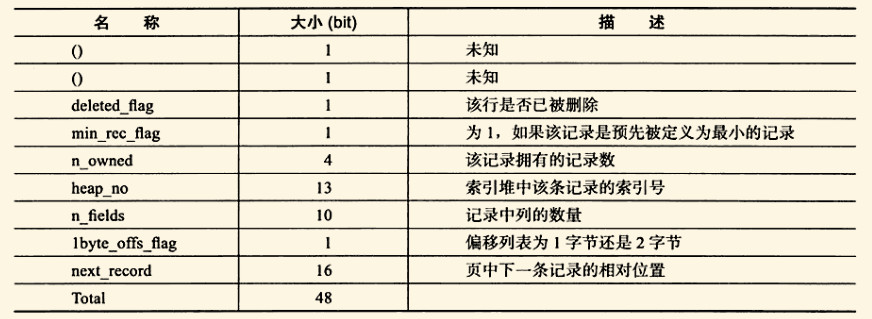 名 称 大小 (bit) 描 述
() 1 未知
() 1 未知
deleted_flag 1 该行是否已被删除
min_rec_flag 1 为 1，如果该记录是预先被定义为最小的记录
n_owned 4 该记录拥有的记录数
heap_no 13 索引堆中该条记录的索引号
n_fields 10 记录中列的数量
1byte_offs_flag 1 偏移列表为 1 字节还是 2 字节
next_record 16 页中下一条记录的相对位置
Total 48